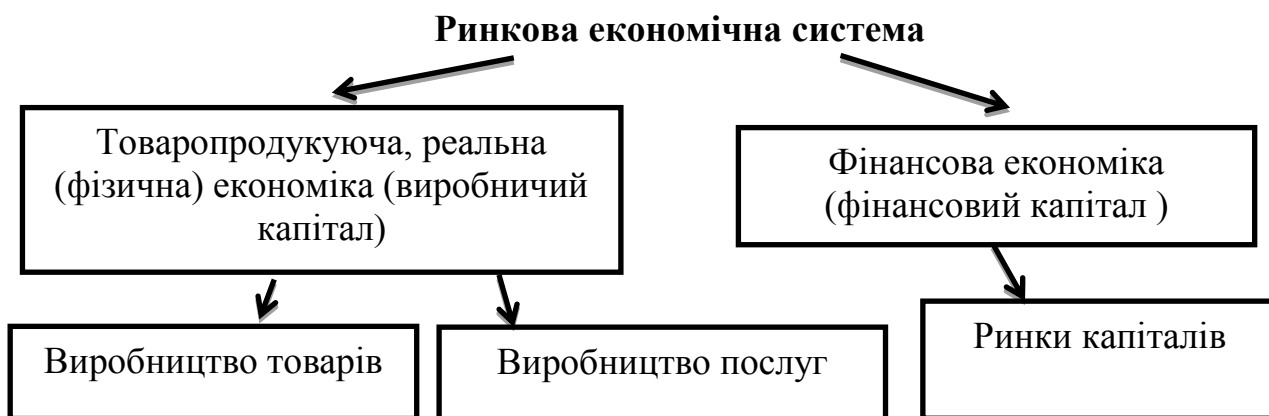 Ринкова економічна система
Товаропродукуюча, реальна
(фізична) економіка (виробничий
капітал)
Фінансова економіка
(фінансовий капітал )
Виробництво товарів
Виробництво послуг
Ринки капіталів